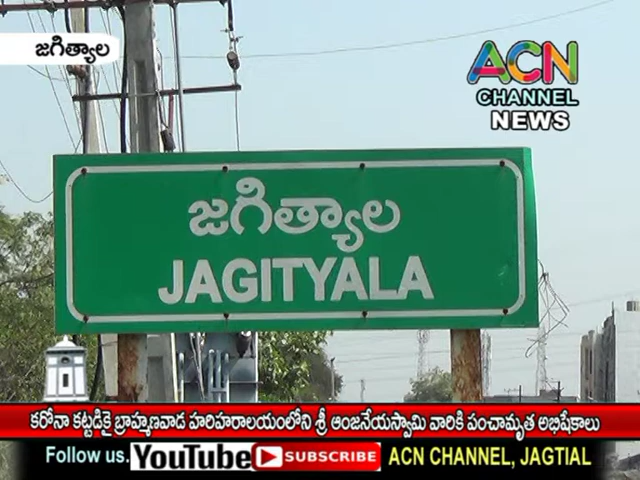 జగిత్యాల
ACN
CHANNEL
NEWS
జగిత్యాల
JAGITYALA
కరోనా కట్టడికై బ్రాహ్మణవాడ హరిహరాలయంలోని శ్రీ ఆంజనేయస్వామి వారికి పంచామృత అభిషేకాలు
Follow us. YouTube SUBSCRIBE ACN CHANNEL, JAGTIAL